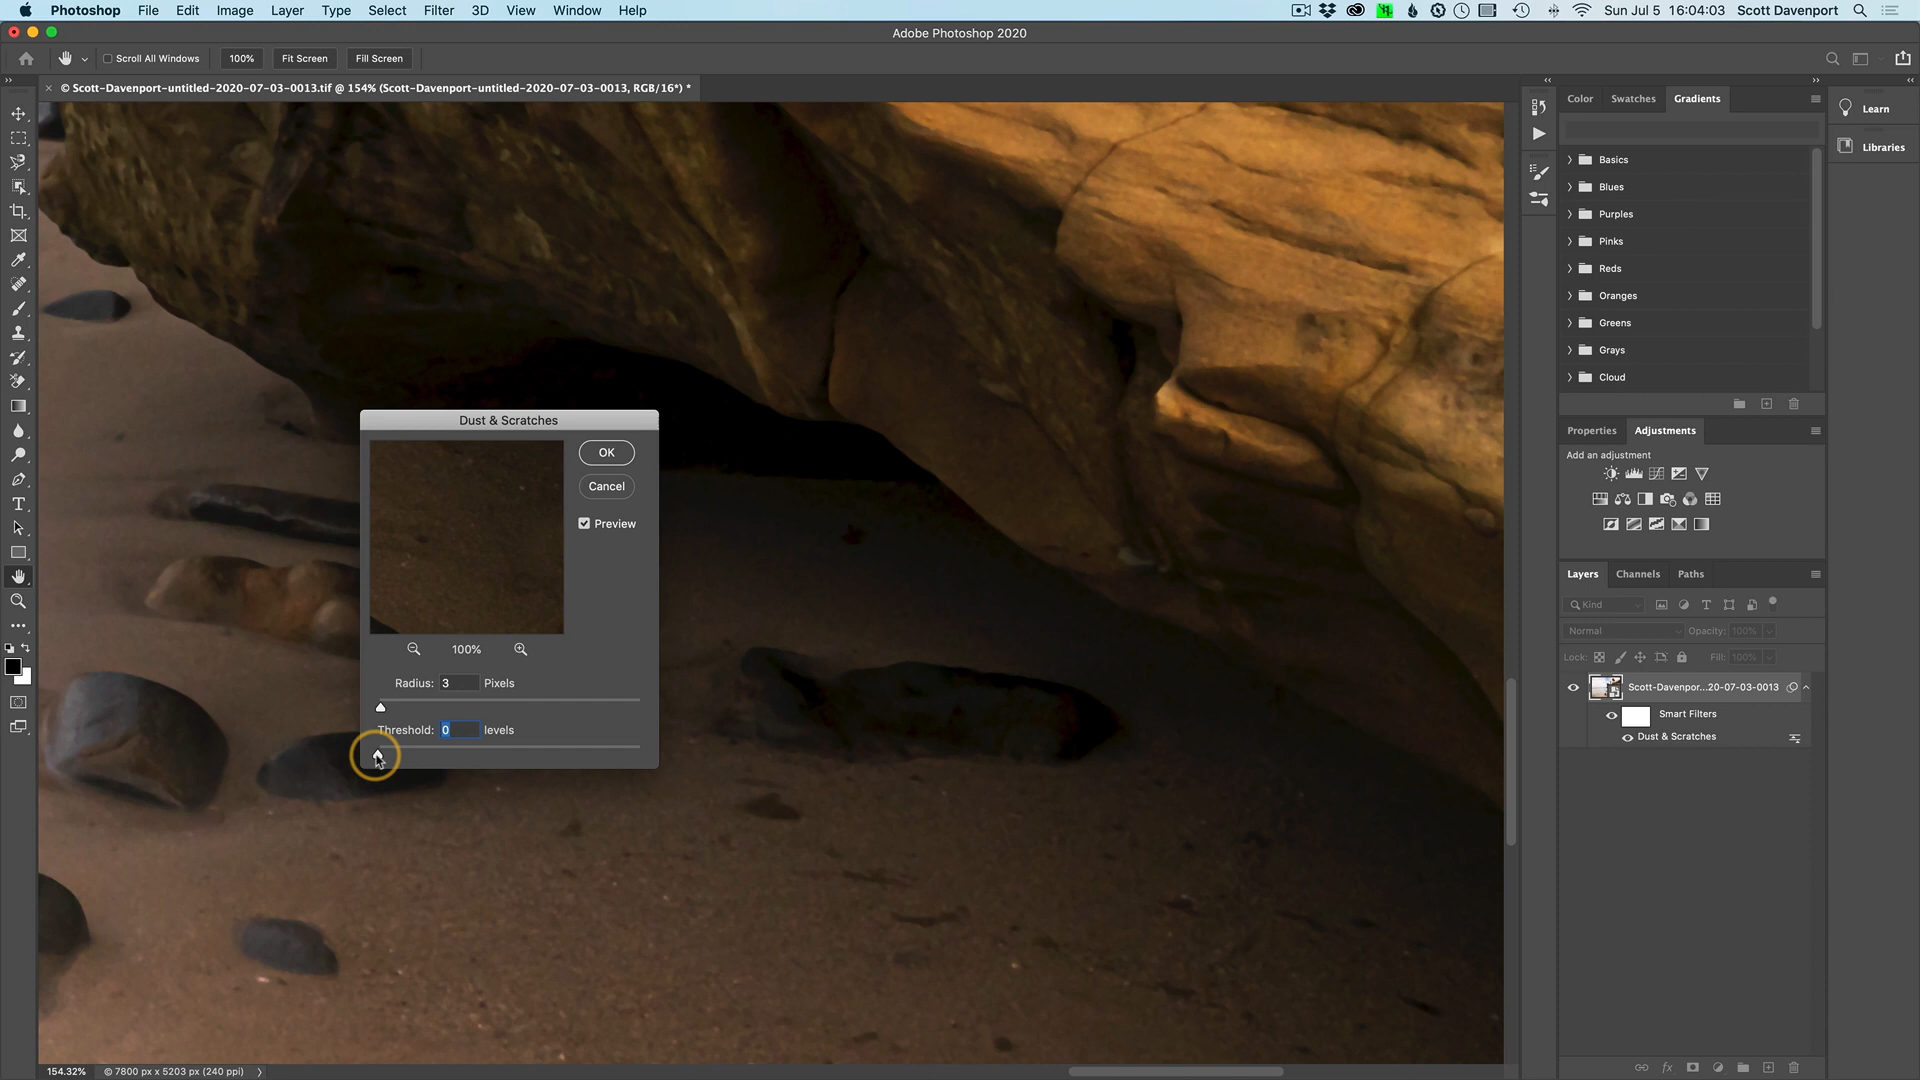 Photoshop File Edit Image Layer Type Select Filter 3D View Window Help Sun Jul 5 16:04:03 Scott Davenport
Adobe Photoshop 2020
Scroll All Windows 100% Fit Screen Fill Screen
× © Scott-Davenport-untitled-2020-07-03-0013.tif @ 154% (Scott-Davenport-untitled-2020-07-03-0013, RGB/16*) *
Color Swatches Gradients
Learn
Libraries
Basics
Blues
Purples
Pinks
Reds
Oranges
Greens
Grays
Cloud
Dust & Scratches
OK
Cancel
Preview
100%
Radius: 3 Pixels
Threshold: 0 levels
Properties Adjustments
Add an adjustment
Layers Channels Paths
Kind
Normal Opacity: 100%
Lock: Fill: 100%
Scott-Davenpor...20-07-03-0013
Smart Filters
Dust & Scratches
fx
154.32% © 7800 px x 5203 px (240 ppi)